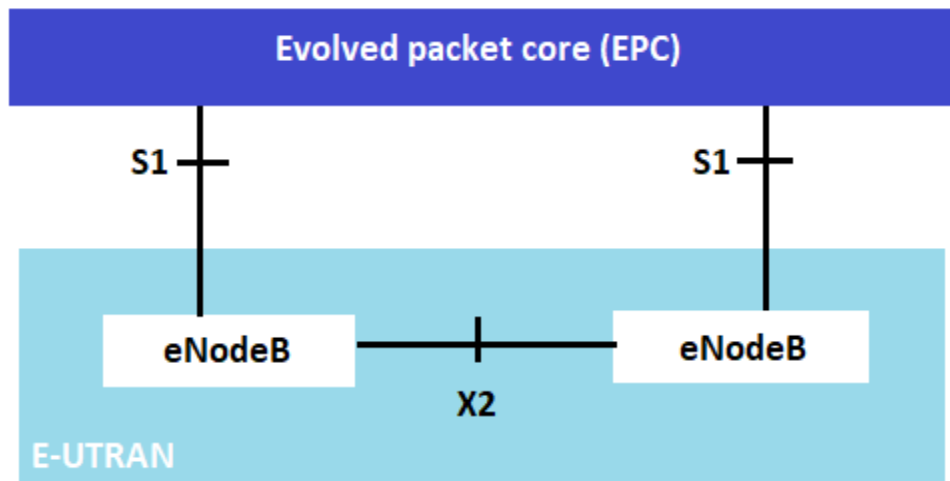 Evolved packet core (EPC)
S1
S1
eNodeB
eNodeB
X2
E-UTRAN